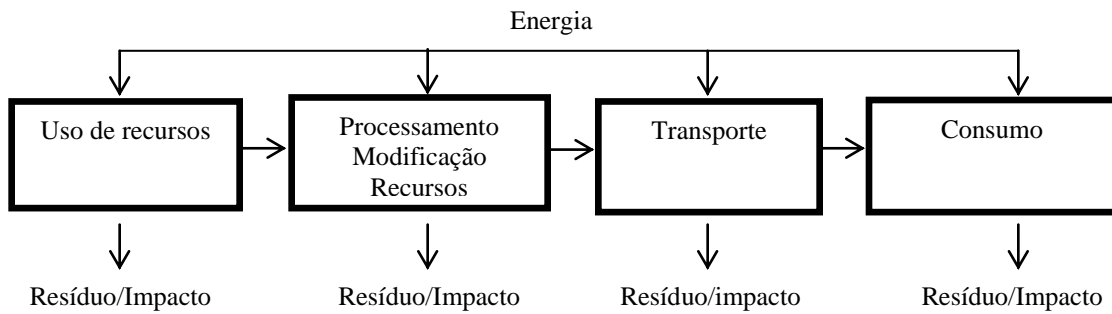 Energia
Uso de recursos
Processamento
Modificação
Recursos
Transporte
Consumo
Resíduo/Impacto
Resíduo/Impacto
Resíduo/impacto
Resíduo/Impacto